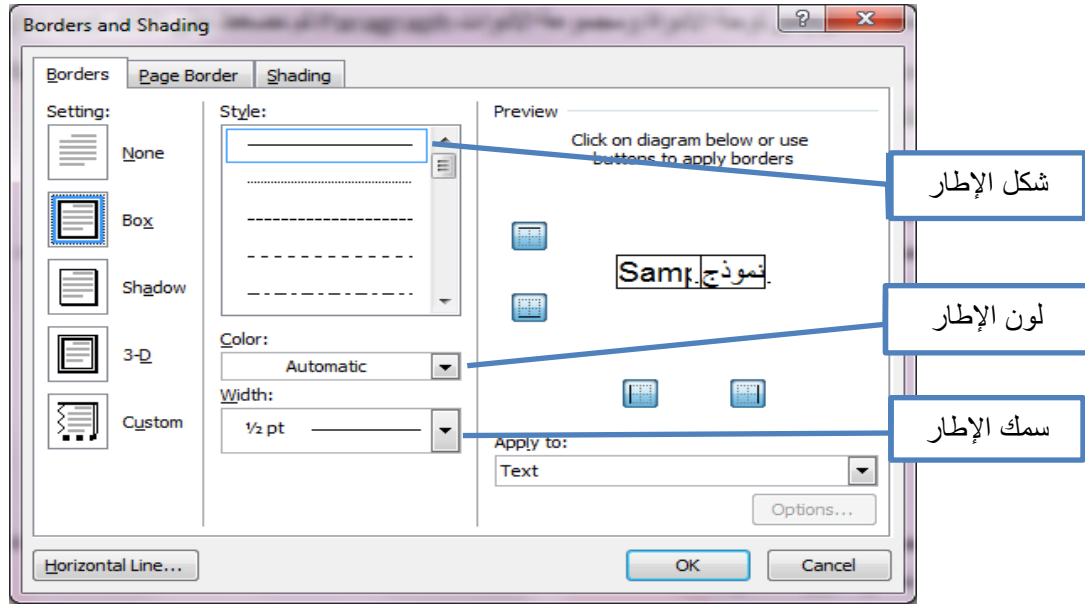 Borders and Shading
Borders
Page Border
Shading
Setting:
None
Box
Shadow
3-D
Custom
Style:
Color:
Automatic
Width:
½ pt
Preview
Click on diagram below or use
buttons to apply borders
نموذج
Apply to:
Text
Options...
Horizontal Line...
OK
Cancel
شكل الإطار
لون الإطار
سمك الإطار